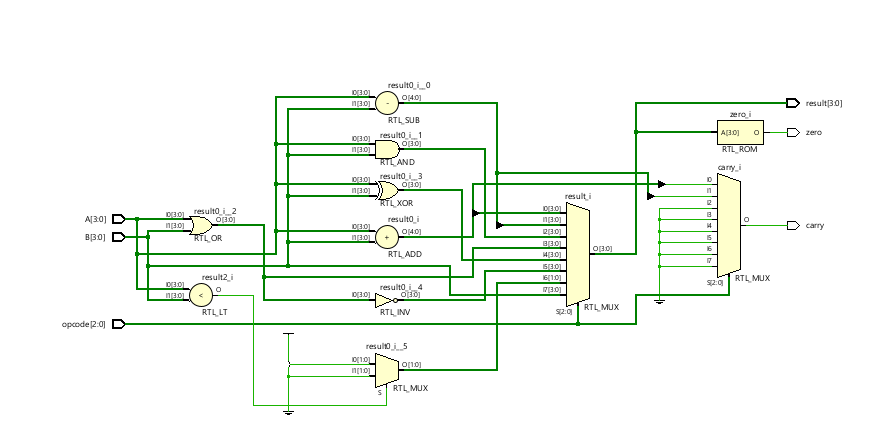 result0_i__0
I0[3:0]
I1[3:0]
-
O[4:0]
RTL_SUB
result0_i__1
I0[3:0]
I1[3:0]
O[3:0]
RTL_AND
result0_i__3
I0[3:0]
I1[3:0]
O[3:0]
RTL_XOR
result0_i
I0[3:0]
I1[3:0]
+
O[4:0]
RTL_ADD
result0_i__2
I0[3:0]
I1[3:0]
O[3:0]
RTL_OR
A[3:0]
B[3:0]
result2_i
I0[3:0]
I1[3:0]
<
O
RTL_LT
result0_i__4
I0[3:0]
O[3:0]
RTL_INV
opcode[2:0]
result0_i__5
I0[1:0]
I1[1:0]
O[1:0]
S
RTL_MUX
result_i
I0[3:0]
I1[3:0]
I2[3:0]
I3[3:0]
I4[3:0]
I5[3:0]
I6[1:0]
I7[3:0]
S[2:0]
O[3:0]
RTL_MUX
result[3:0]
zero_i
A[3:0]
O
RTL_ROM
zero
carry_i
I0
I1
I2
I3
I4
I5
I6
I7
S[2:0]
O
RTL_MUX
carry